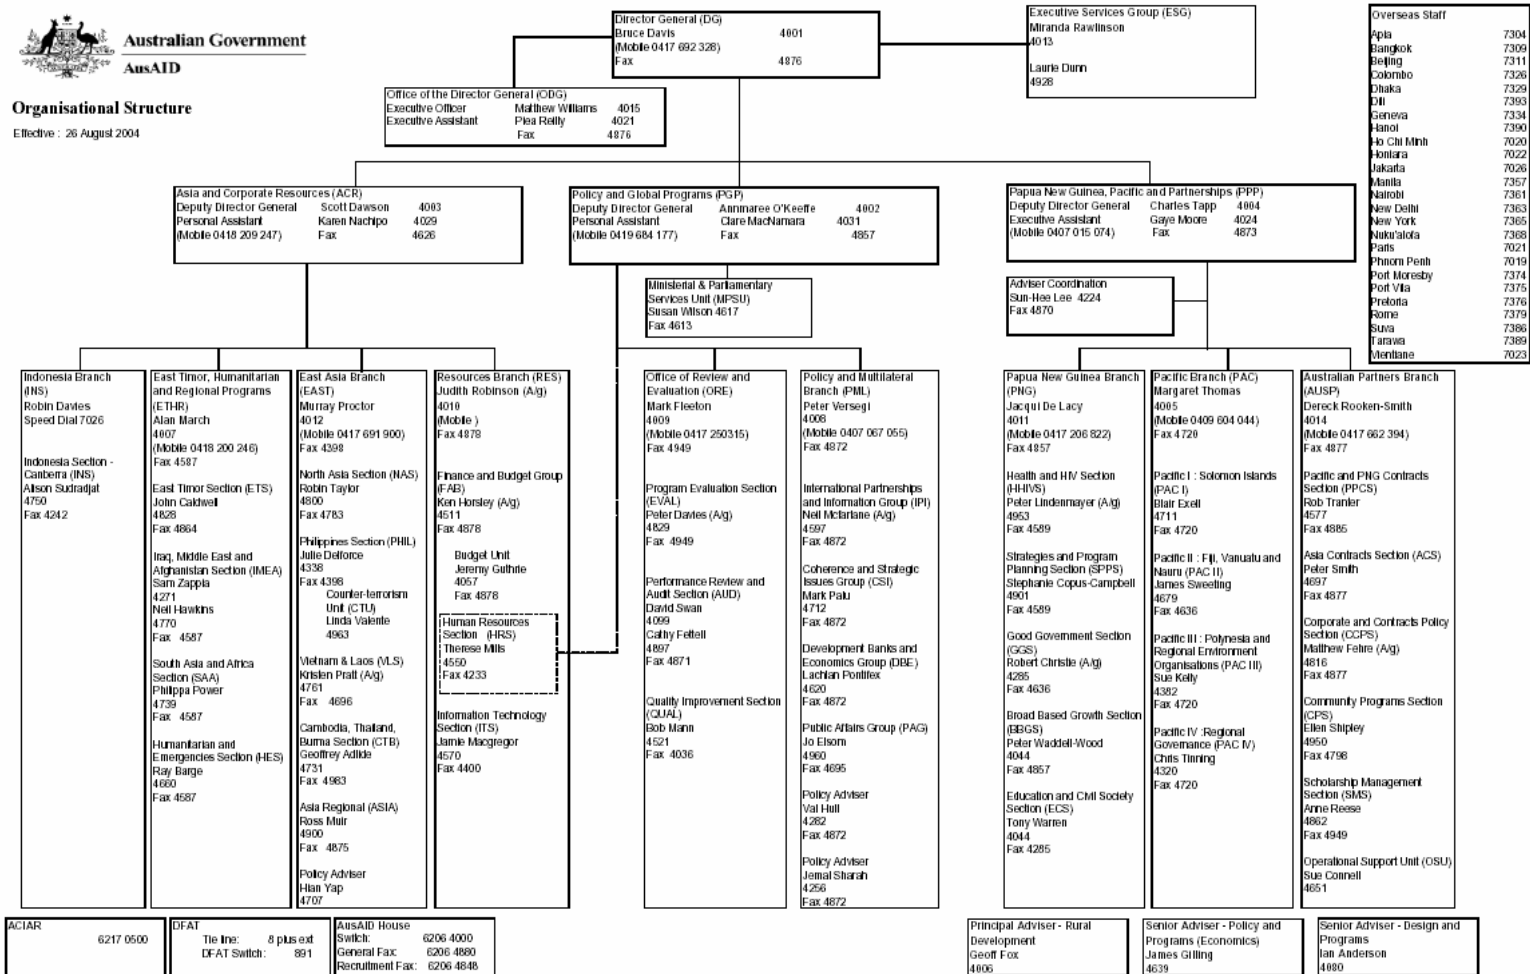 Australian Government
AusAID
Organisational Structure
Effective : 26 August 2004
Director General (DG)
Bruce Davis 4001
(Mobile 0417 692 328)
Fax 4876
Executive Services Group (ESG)
Miranda Rawlinson
4013
Laurie Dunn
4928
Office of the Director General (ODG)
Executive Officer Matthew Williams 4015
Executive Assistant Piea Reilly 4021
Fax 4876
Overseas Staff
Apia 7304
Bangkok 7309
Beijing 7311
Colombo 7326
Dhaka 7329
Dili 7393
Geneva 7334
Hanoi 7390
Ho Chi Minh 7020
Honiara 7022
Jakarta 7026
Manila 7357
Nairobi 7361
New Delhi 7363
New York 7365
Nuku'alofa 7368
Paris 7021
Phnom Penh 7019
Port Moresby 7374
Port Vila 7375
Pretoria 7376
Rome 7379
Suva 7386
Tarawa 7389
Vientiane 7023
Asia and Corporate Resources (ACR)
Deputy Director General Scott Dawson 4003
Personal Assistant Karen Nachipo 4029
(Mobile 0418 209 247) Fax 4626
Policy and Global Programs (PGP)
Deputy Director General Annmaree O'Keeffe 4002
Personal Assistant Clare MacNamara 4031
(Mobile 0419 684 177) Fax 4857
Papua New Guinea, Pacific and Partnerships (PPP)
Deputy Director General Charles Tapp 4004
Executive Assistant Gaye Moore 4024
(Mobile 0407 015 074) Fax 4873
Ministerial & Parliamentary
Services Unit (MPSU)
Susan Wilson 4617
Fax 4613
Adviser Coordination
Sun-Hee Lee 4224
Fax 4870
Indonesia Branch
(INS)
Robin Davies
Speed Dial 7026
Indonesia Section -
Canberra (INS)
Alison Sudradjat
4750
Fax 4242
East Timor, Humanitarian
and Regional Programs
(ETHR)
Alan March
4007
(Mobile 0418 200 246)
Fax 4587
East Timor Section (ETS)
John Caldwell
4828
Fax 4864
Iraq, Middle East and
Afghanistan Section (IMEA)
Sam Zappia
4271
Neil Hawkins
4770
Fax 4587
South Asia and Africa
Section (SAA)
Philippa Power
4739
Fax 4587
Humanitarian and
Emergencies Section (HES)
Ray Barge
4660
Fax 4587
East Asia Branch
(EAST)
Murray Proctor
4012
(Mobile 0417 691 900)
Fax 4398
North Asia Section (NAS)
Robin Taylor
4800
Fax 4783
Philippines Section (PHIL)
Julie Delforce
4338
Fax 4398
Counter-terrorism
Unit (CTU)
Linda Valente
4963
Vietnam & Laos (VLS)
Kristen Pratt (A/g)
4761
Fax 4696
Cambodia, Thailand,
Burma Section (CTB)
Geoffrey Adlide
4731
Fax 4983
Asia Regional (ASIA)
Ross Muir
4900
Fax 4875
Policy Adviser
Hian Yap
4707
Resources Branch (RES)
Judith Robinson (A/g)
4010
(Mobile )
Fax 4878
Finance and Budget Group
(FAB)
Ken Horsley (A/g)
4511
Fax 4878
Budget Unit
Jeremy Guthrie
4057
Fax 4878
Human Resources
Section (HRS)
Therese Mills
4550
Fax 4233
Information Technology
Section (ITS)
Jamie Macgregor
4570
Fax 4400
Office of Review and
Evaluation (ORE)
Mark Fleeton
4009
(Mobile 0417 250315)
Fax 4949
Program Evaluation Section
(EVAL)
Peter Davies (A/g)
4829
Fax 4949
Performance Review and
Audit Section (AUD)
David Swan
4099
Cathy Fettell
4897
Fax 4871
Quality Improvement Section
(QUAL)
Bob Mann
4521
Fax 4036
Policy and Multilateral
Branch (PML)
Peter Versegi
4008
(Mobile 0407 067 055)
Fax 4872
International Partnerships
and Information Group (IPI)
Neil Mcfarlane (A/g)
4597
Fax 4872
Coherence and Strategic
Issues Group (CSI)
Mark Palu
4712
Fax 4872
Development Banks and
Economics Group (DBE)
Lachlan Pontifex
4620
Fax 4872
Public Affairs Group (PAG)
Jo Elsom
4960
Fax 4695
Policy Adviser
Val Hull
4282
Fax 4872
Policy Adviser
Jemal Sharah
4256
Fax 4872
Papua New Guinea Branch
(PNG)
Jacqui De Lacy
4011
(Mobile 0417 206 822)
Fax 4857
Health and HIV Section
(HHIVS)
Peter Lindenmayer (A/g)
4953
Fax 4589
Strategies and Program
Planning Section (SPPS)
Stephanie Copus-Campbell
4901
Fax 4589
Good Government Section
(GGS)
Robert Christie (A/g)
4285
Fax 4636
Broad Based Growth Section
(BBGS)
Peter Waddell-Wood
4044
Fax 4857
Education and Civil Society
Section (ECS)
Tony Warren
4044
Fax 4285
Pacific Branch (PAC)
Margaret Thomas
4005
(Mobile 0409 604 044)
Fax 4720
Pacific I : Solomon Islands
(PAC I)
Blair Exell
4711
Fax 4720
Pacific II : Fiji, Vanuatu and
Nauru (PAC II)
James Sweeting
4679
Fax 4636
Pacific III : Polynesia and
Regional Environment
Organisations (PAC III)
Sue Kelly
4382
Fax 4720
Pacific IV :Regional
Governance (PAC IV)
Chris Tinning
4320
Fax 4720
Australian Partners Branch
(AUSP)
Dereck Rooken-Smith
4014
(Mobile 0417 662 394)
Fax 4877
Pacific and PNG Contracts
Section (PPCS)
Rob Tranter
4577
Fax 4885
Asia Contracts Section (ACS)
Peter Smith
4697
Fax 4877
Corporate and Contracts Policy
Section (CCPS)
Matthew Fehre (A/g)
4816
Fax 4877
Community Programs Section
(CPS)
Ellen Shipley
4950
Fax 4798
Scholarship Management
Section (SMS)
Anne Reese
4862
Fax 4949
Operational Support Unit (OSU)
Sue Connell
4651
ACIAR
6217 0500
DFAT
Tie line: 8 plus ext
DFAT Switch: 891
AusAID House
Switch: 6206 4000
General Fax: 6206 4880
Recruitment Fax: 6206 4848
Principal Adviser - Rural
Development
Geoff Fox
4006
Senior Adviser - Policy and
Programs (Economics)
James Gilling
4639
Senior Adviser - Design and
Programs
Ian Anderson
4080